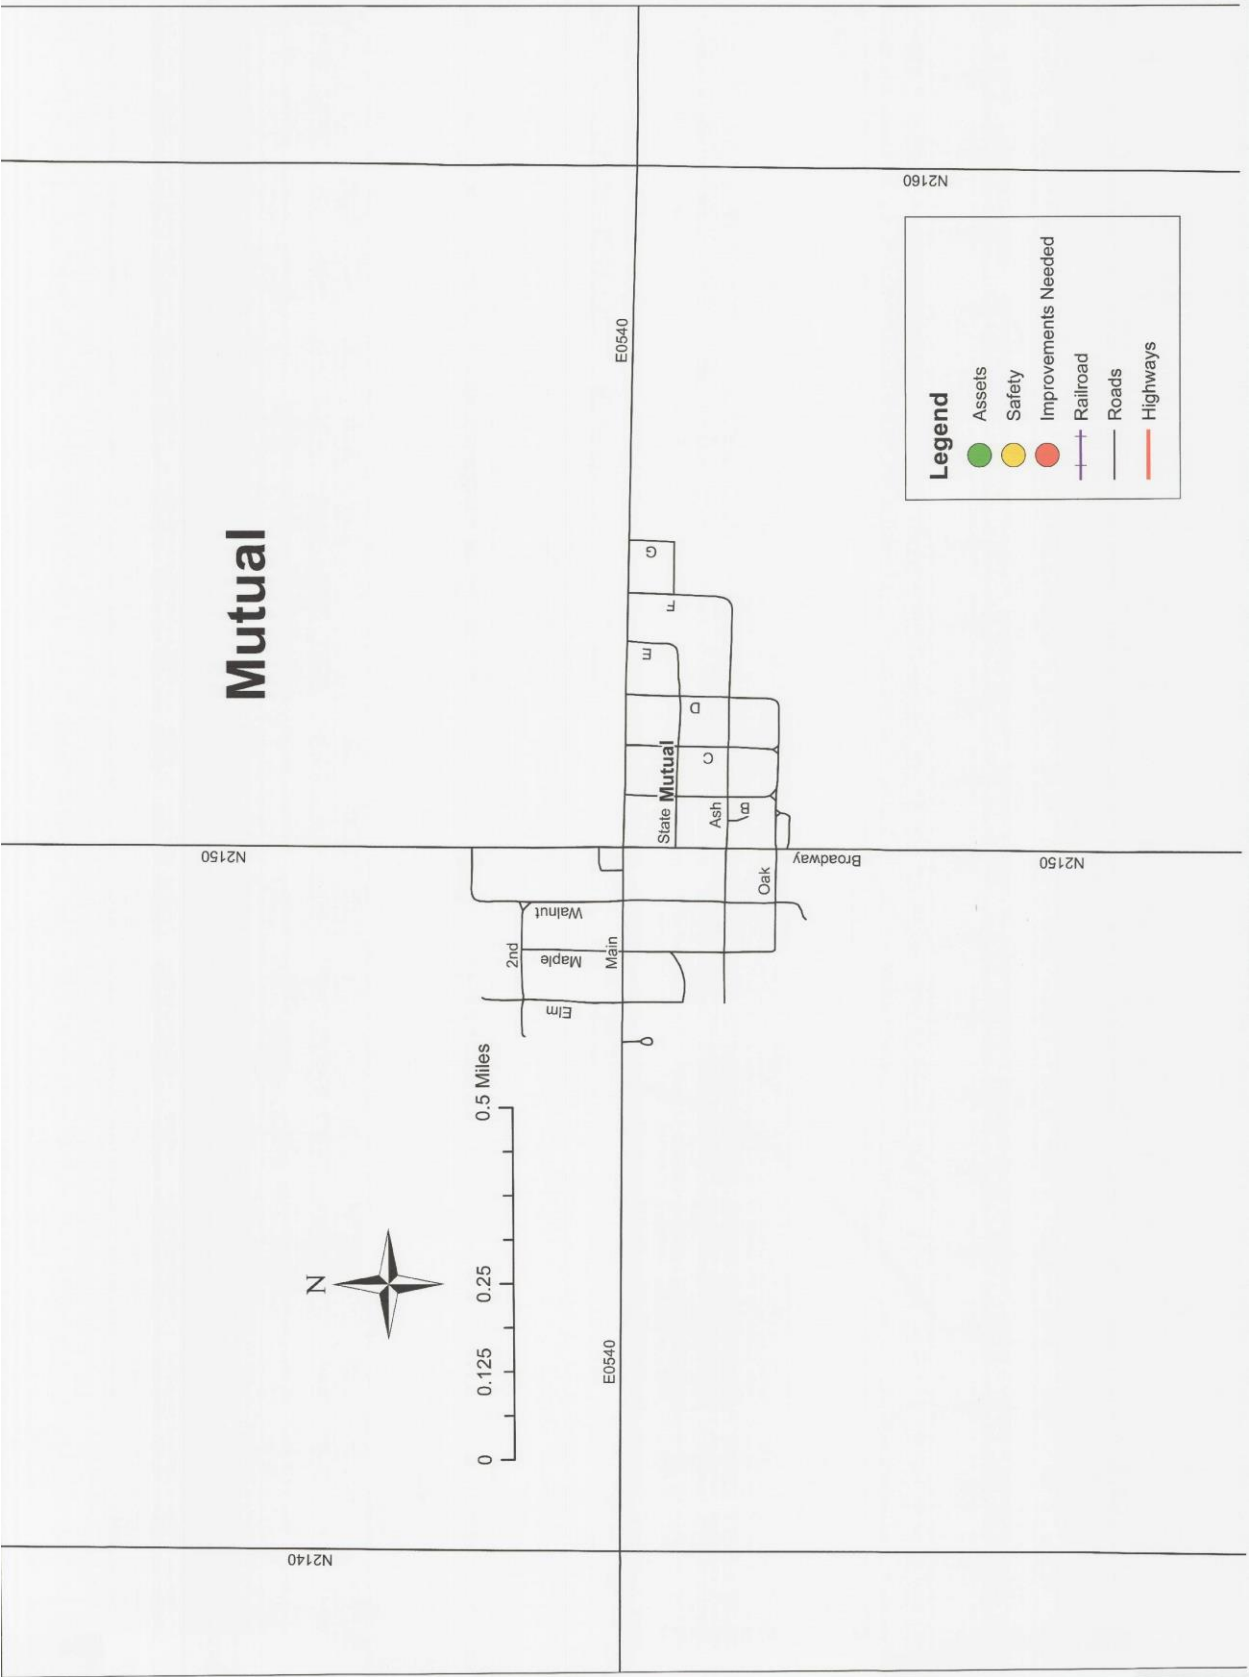 Mutual
N2140
N2150
N2150
N2160
E0540
E0540
N
0 0.125 0.25 0.5 Miles
2nd
Elm
Maple
Walnut
Main
State
Mutual
Ash
Oak
Broadway
B
C
D
E
F
G
Legend
Assets
Safety
Improvements Needed
Railroad
Roads
Highways